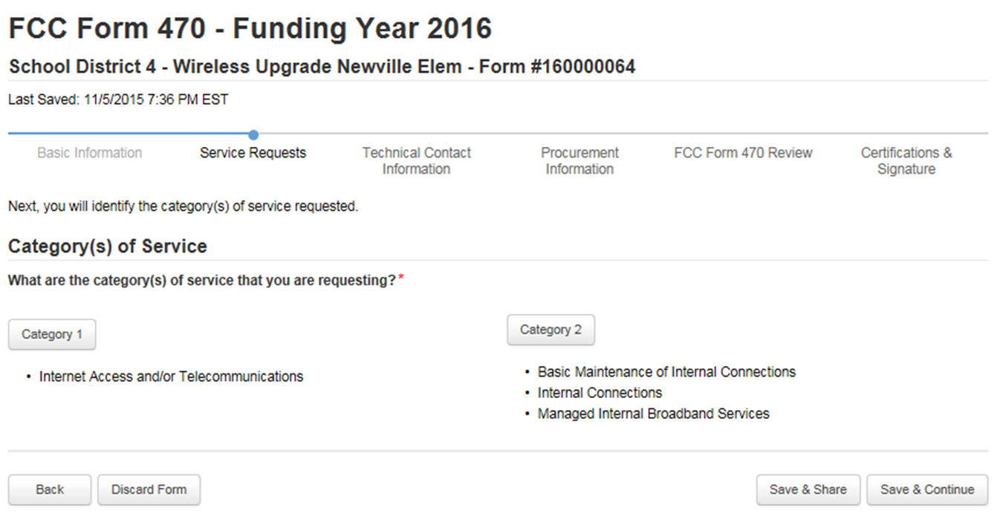 FCC Form 470 - Funding Year 2016
School District 4 - Wireless Upgrade Newville Elem - Form #160000064
Last Saved: 11/5/2015 7:36 PM EST
Basic Information
Service Requests
Technical Contact
Information
Procurement
Information
FCC Form 470 Review
Certifications &
Signature
Next, you will identify the category(s) of service requested.
Category(s) of Service
What are the category(s) of service that you are requesting?*
Category 1
• Internet Access and/or Telecommunications
Category 2
• Basic Maintenance of Internal Connections
• Internal Connections
• Managed Internal Broadband Services
Back
Discard Form
Save & Share
Save & Continue